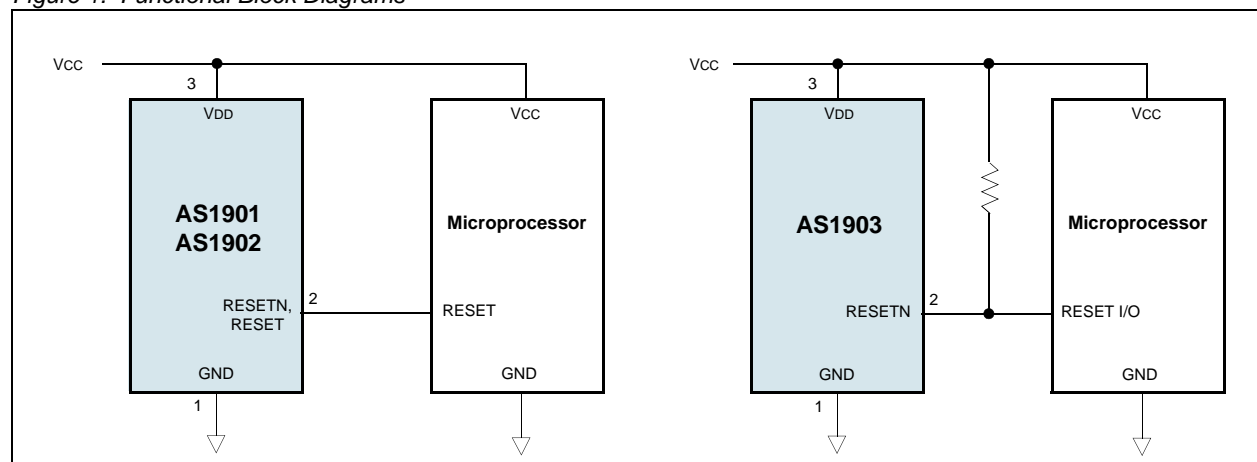 Figure 1. Functional Block Diagrams
VCC
3
VDD
VCC
AS1901
AS1902
Microprocessor
RESETN,
RESET
2
RESET
GND
GND
1
VCC
3
VDD
VCC
AS1903
Microprocessor
RESETN
2
RESET I/O
GND
GND
1